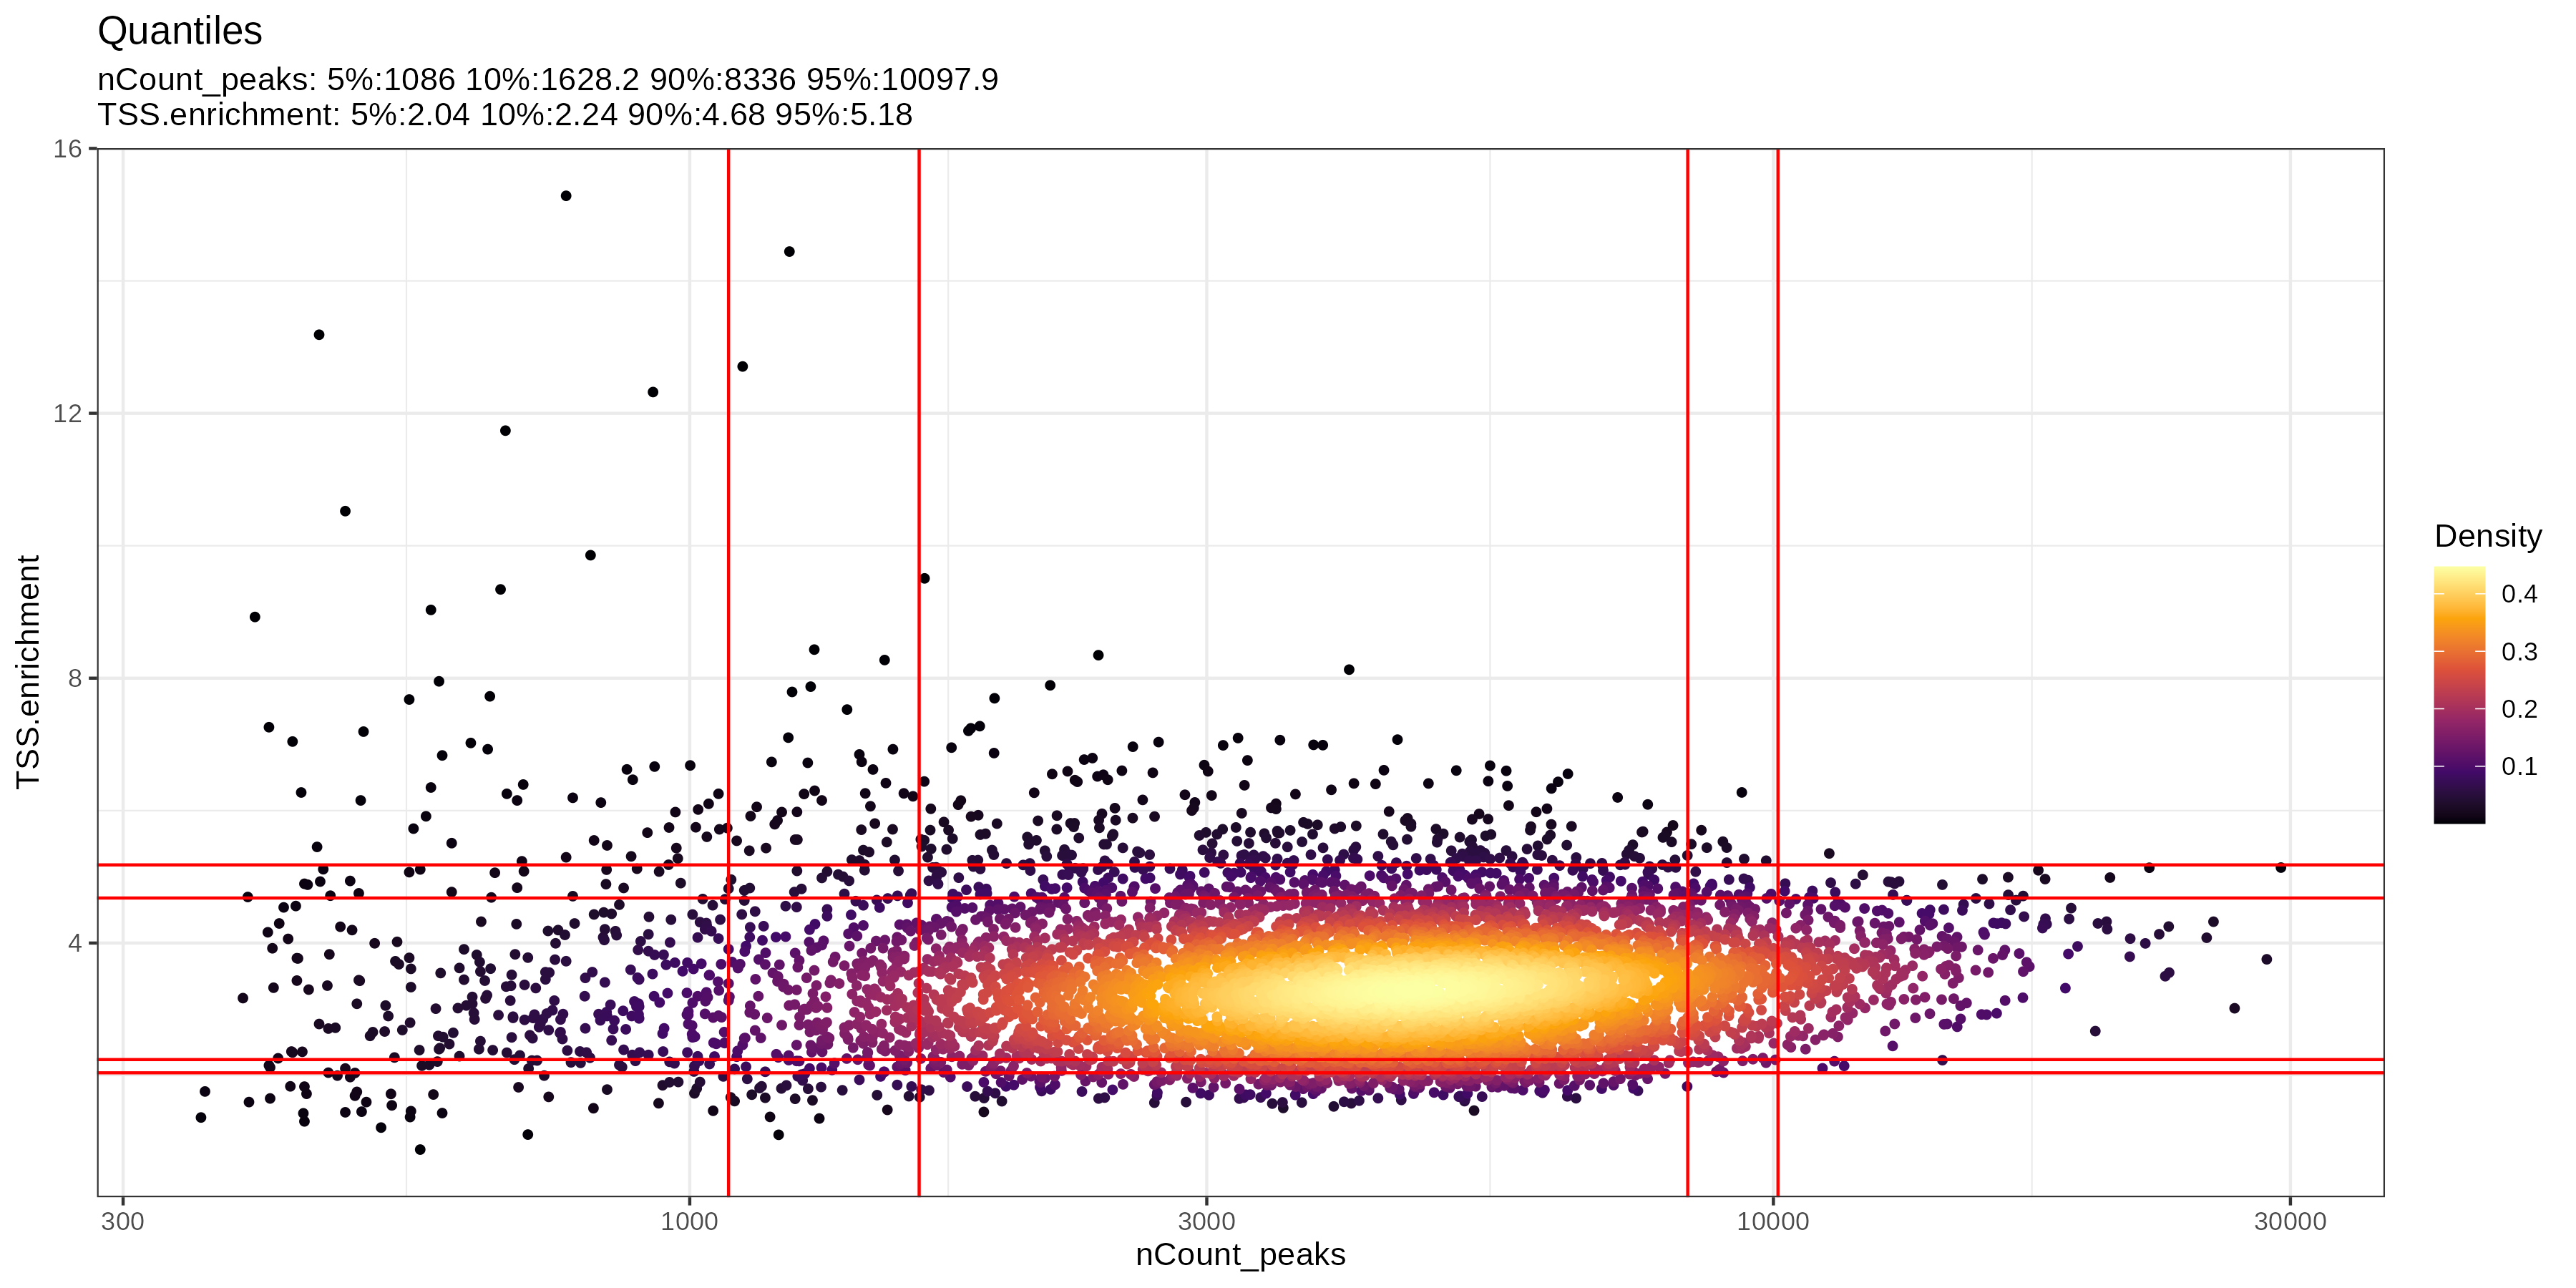 Quantiles
nCount_peaks: 5%:1086 10%:1628.2 90%:8336 95%:10097.9
TSS.enrichment: 5%:2.04 10%:2.24 90%:4.68 95%:5.18
16
12
8
4
TSS.enrichment
300
1000
3000
10000
30000
nCount_peaks
Density
0.4
0.3
0.2
0.1